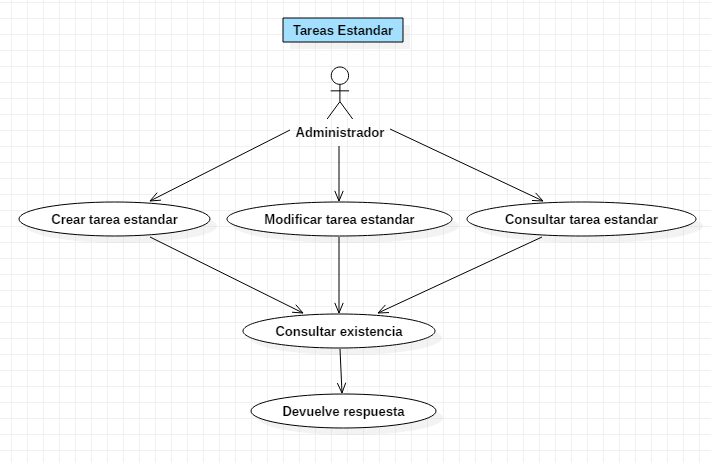 Tareas Estandar
Administrador
Crear tarea estandar
Modificar tarea estandar
Consultar tarea estandar
Consultar existencia
Devuelve respuesta